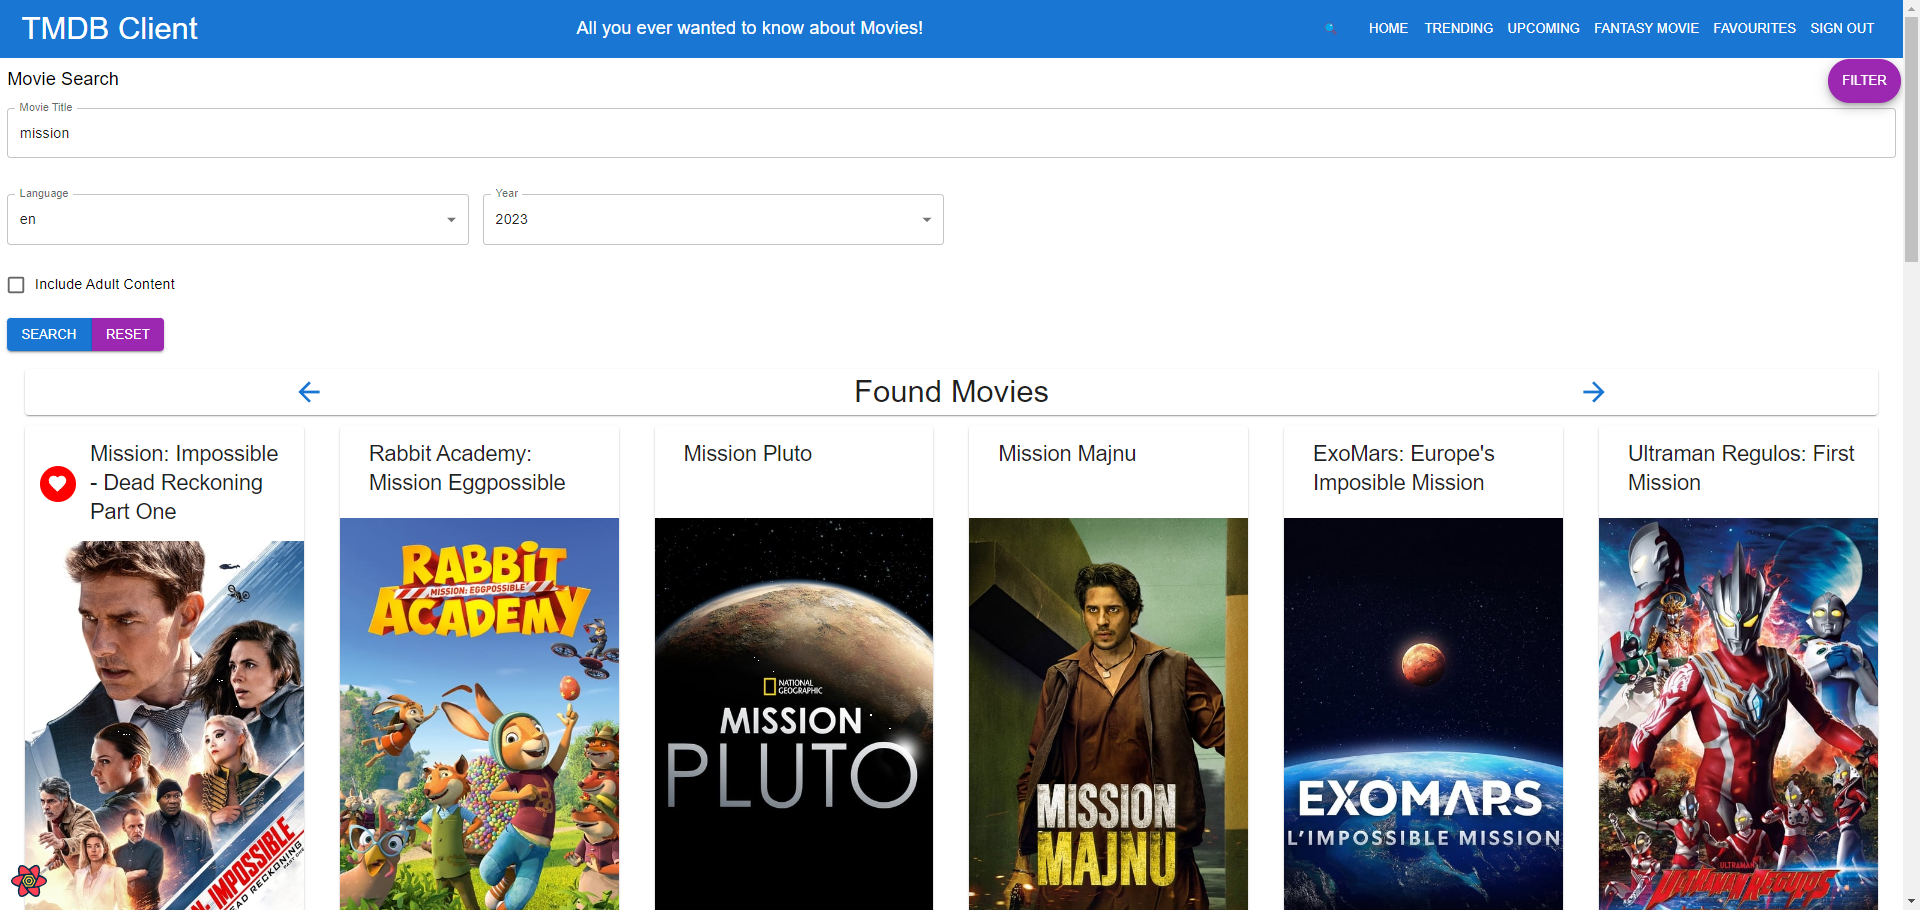 TMDB Client
All you ever wanted to know about Movies!
HOME TRENDING UPCOMING FANTASY MOVIE FAVOURITES SIGN OUT
Movie Search
FILTER
Movie Title
mission
Language
en
Year
2023
Include Adult Content
SEARCH RESET
Found Movies
Mission: Impossible
- Dead Reckoning
Part One
Rabbit Academy:
Mission Eggpossible
Mission Pluto
Mission Majnu
ExoMars: Europe's
Imposible Mission
Ultraman Regulos: First
Mission
IMPOSSIBLE
RECKONING
PART ONE
RABBIT
MISSION: EGGPOSSIBLE
ACADEMY
NATIONAL
GEOGRAPHIC
MISSION
PLUTO
MISSION
MAJNU
EXOMARS
L'IMPOSSIBLE MISSION
ULTRAMAN
REGULOS